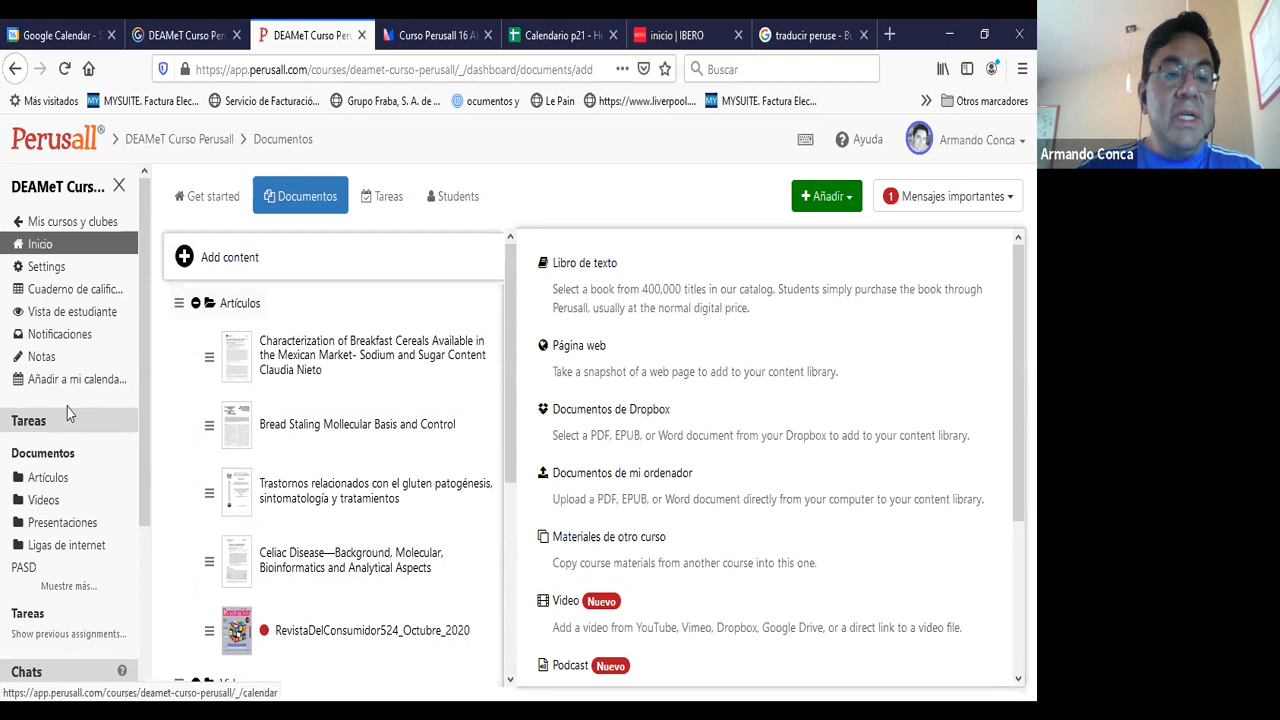 Google Calendar - S
DEAMeT Curso Peru
DEAMeT Curso Peru
Curso Perusall 16 Al
Calendario p21 - Ho
inicio | IBERO
traducir peruse - Bu
https://app.perusall.com/courses/deamet-curso-perusall/_/dashboard/documents/add
Buscar
Más visitados
MYSUITE. Factura Elec...
Servicio de Facturació...
Grupo Fraba, S. A. de ...
ocumentos y
Le Pain
https://www.liverpool...
MYSUITE. Factura Elec...
Otros marcadores
Perusall®
DEAMeT Curso Perusall
Documentos
Ayuda
Armando Conca
Armando Conca
DEAMeT Curs...
Mis cursos y clubes
Inicio
Settings
Cuaderno de calific...
Vista de estudiante
Notificaciones
Notas
Añadir a mi calenda...
Tareas
Documentos
Artículos
Videos
Presentaciones
Ligas de internet
PASD
Muestre más...
Tareas
Show previous assignments...
Chats
https://app.perusall.com/courses/deamet-curso-perusall/_/calendar
Get started
Documentos
Tareas
Students
Añadir
1
Mensajes importantes
Add content
Artículos
Characterization of Breakfast Cereals Available in
the Mexican Market- Sodium and Sugar Content
Claudia Nieto
Bread Staling Mollecular Basis and Control
Trastornos relacionados con el gluten patogénesis,
sintomatología y tratamientos
Celiac Disease—Background, Molecular,
Bioinformatics and Analytical Aspects
RevistaDelConsumidor524_Octubre_2020
Libro de texto
Select a book from 400,000 titles in our catalog. Students simply purchase the book through
Perusall, usually at the normal digital price.
Página web
Take a snapshot of a web page to add to your content library.
Documentos de Dropbox
Select a PDF, EPUB, or Word document from your Dropbox to add to your content library.
Documentos de mi ordenador
Upload a PDF, EPUB, or Word document directly from your computer to your content library.
Materiales de otro curso
Copy course materials from another course into this one.
Video Nuevo
Add a video from YouTube, Vimeo, Dropbox, Google Drive, or a direct link to a video file.
Podcast Nuevo